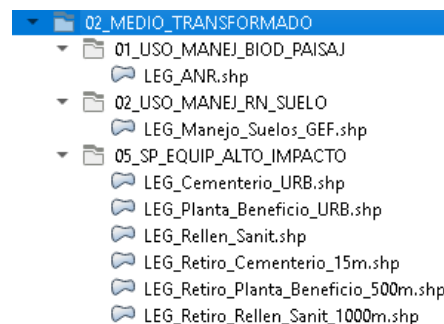 02_MEDIO_TRANSFORMADO
01_USO_MANEJ_BIOD_PAISAJ
LEG_ANR.shp
02_USO_MANEJ_RN_SUELO
LEG_Manejo_Suelos_GEF.shp
05_SP_EQUIP_ALTO_IMPACTO
LEG_Cementerio_URB.shp
LEG_Planta_Beneficio_URB.shp
LEG_Rellen_Sanit.shp
LEG_Retiro_Cementerio_15m.shp
LEG_Retiro_Planta_Beneficio_500m.shp
LEG_Retiro_Rellen_Sanit_1000m.shp